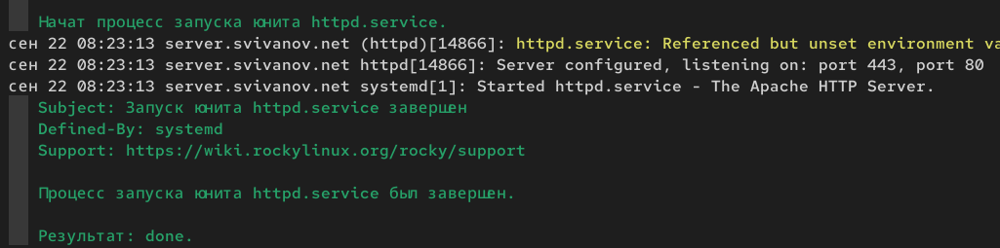 Начат процесс запуска юнита httpd.service.
сен 22 08:23:13 server.svivanov.net (httpd)[14866]: httpd.service: Referenced but unset environment va
сен 22 08:23:13 server.svivanov.net httpd[14866]: Server configured, listening on: port 443, port 80
сен 22 08:23:13 server.svivanov.net systemd[1]: Started httpd.service - The Apache HTTP Server.
Subject: Запуск юнита httpd.service завершен
Defined-By: systemd
Support: https://wiki.rockylinux.org/rocky/support
Процесс запуска юнита httpd.service был завершен.
Результат: done.